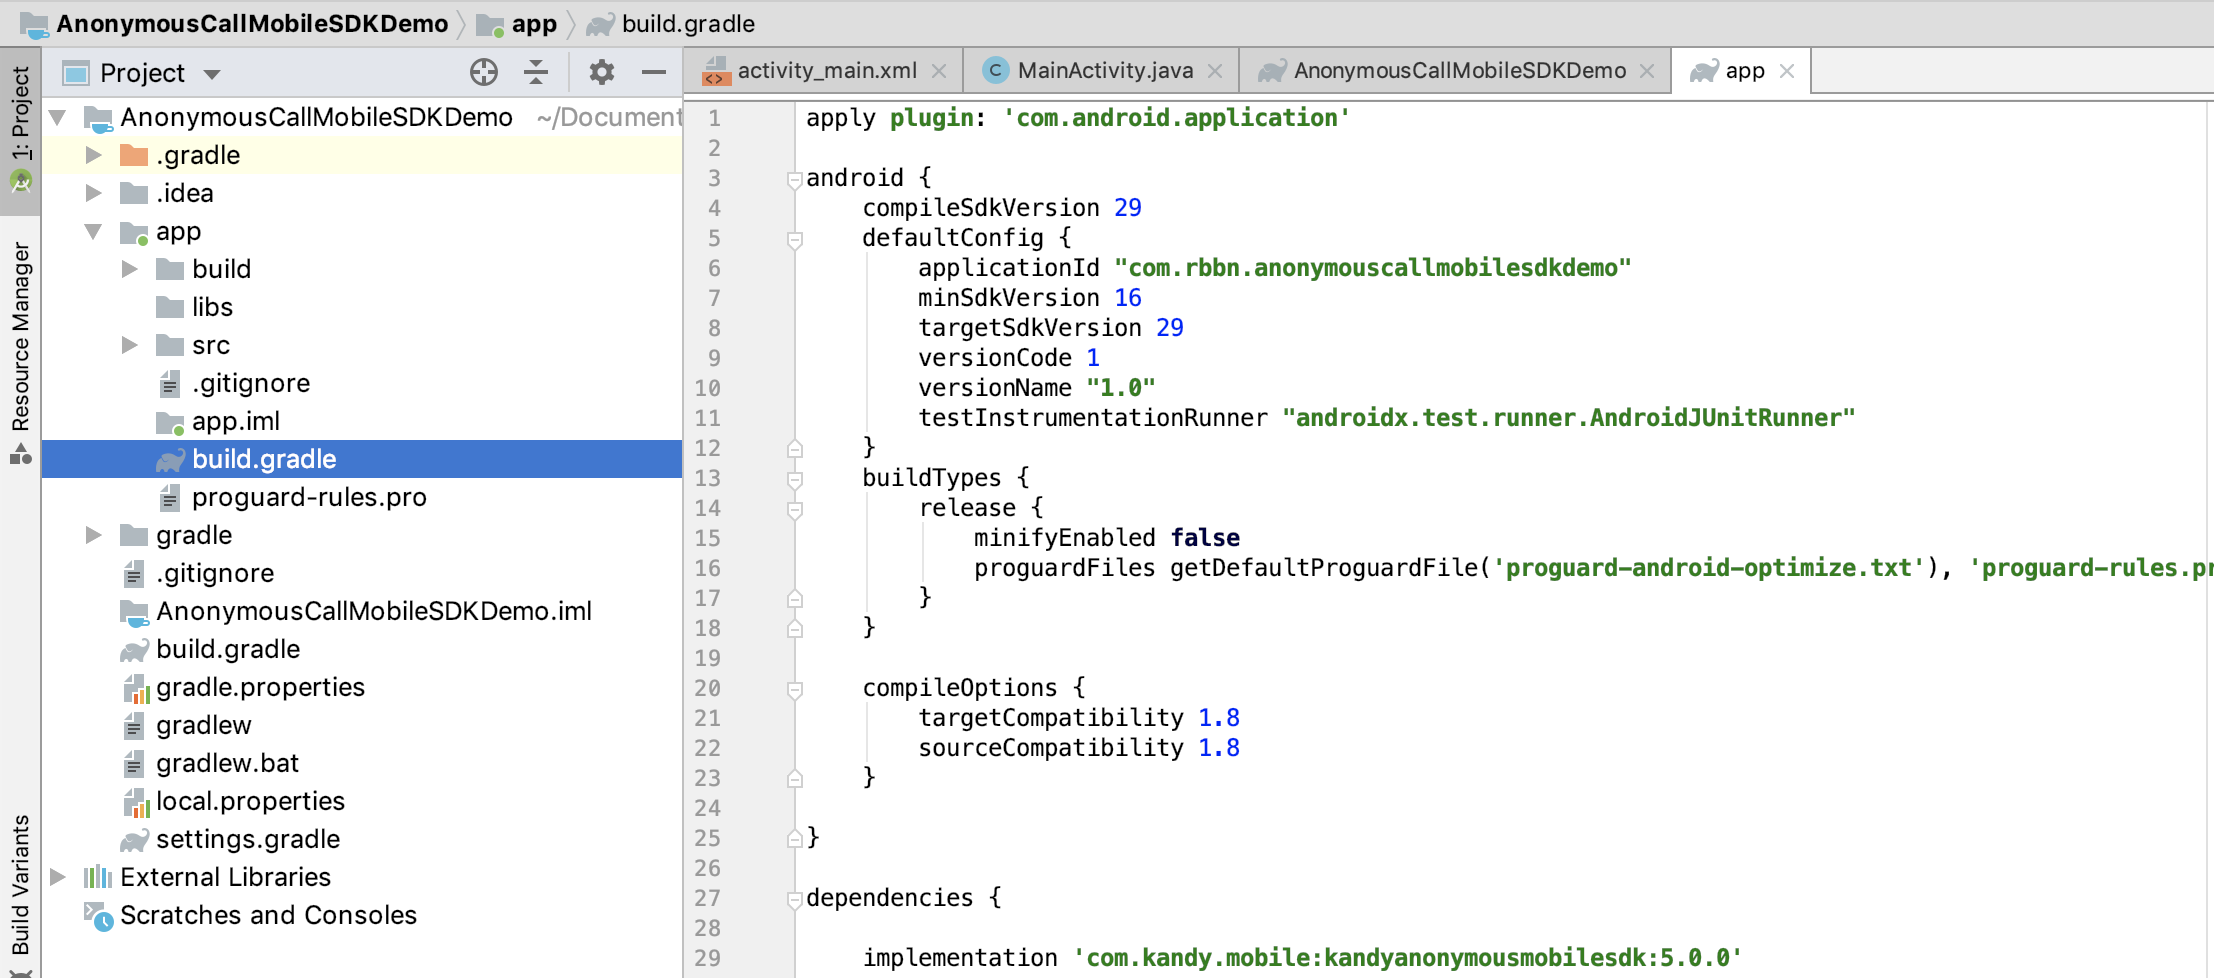 AnonymousCallMobileSDKDemo app build.gradle
1: Project
Resource Manager
Build Variants
Project
AnonymousCallMobileSDKDemo ~/Document
.gradle
.idea
app
build
libs
src
.gitignore
app.iml
build.gradle
proguard-rules.pro
gradle
.gitignore
AnonymousCallMobileSDKDemo.iml
build.gradle
gradle.properties
gradlew
gradlew.bat
local.properties
settings.gradle
External Libraries
Scratches and Consoles
activity_main.xml MainActivity.java AnonymousCallMobileSDKDemo app
1 apply plugin: 'com.android.application'
2
3 android {
4     compileSdkVersion 29
5     defaultConfig {
6         applicationId "com.rbbn.anonymouscallmobilesdkdemo"
7         minSdkVersion 16
8         targetSdkVersion 29
9         versionCode 1
10         versionName "1.0"
11         testInstrumentationRunner "androidx.test.runner.AndroidJUnitRunner"
12     }
13     buildTypes {
14         release {
15             minifyEnabled false
16             proguardFiles getDefaultProguardFile('proguard-android-optimize.txt'), 'proguard-rules.pr
17         }
18     }
19
20     compileOptions {
21         targetCompatibility 1.8
22         sourceCompatibility 1.8
23     }
24
25 }
26
27 dependencies {
28
29     implementation 'com.kandy.mobile:kandyanonymousmobilesdk:5.0.0'